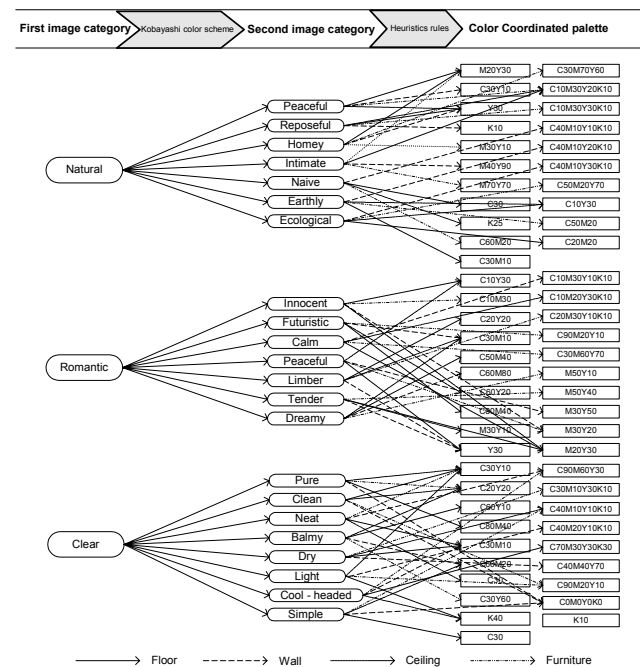 First image category Kobayashi color scheme Second image category Heuristics rules Color Coordinated palette
Natural
Peaceful
Reposeful
Homey
Intimate
Naive
Earthly
Ecological
M20Y30 C30M70Y60
C30Y10 C10M30Y20K10
Y30 C10M30Y30K10
K10 C40M10Y10K10
M30Y10 C40M10Y20K10
M40Y90 C40M10Y30K10
M70Y70 C50M20Y70
C30 C10Y30
K25 C50M20
C60M20 C20M20
C30M10
Romantic
Innocent
Futuristic
Calm
Peaceful
Limber
Tender
Dreamy
C10Y30 C10M30Y10K10
C10M30 C10M20Y30K10
C20Y20 C20M30Y10K10
C30M10 C90M20Y10
C50M40 C30M60Y70
C60M80 M50Y10
C60Y20 M50Y40
C80M40 M30Y50
M30Y10 M30Y20
Y30 M20Y30
Clear
Pure
Clean
Neat
Balmy
Dry
Light
Cool - headed
Simple
C30Y10 C90M60Y30
C20Y20 C30M10Y30K10
C60Y10 C40M10Y10K10
C80M40 C40M20Y10K10
C30M10 C70M30Y30K30
C60M20 C40M40Y70
C30 C90M20Y10
C30Y60 C0M0Y0K0
K40 K10
C30
Floor Wall Ceiling Furniture